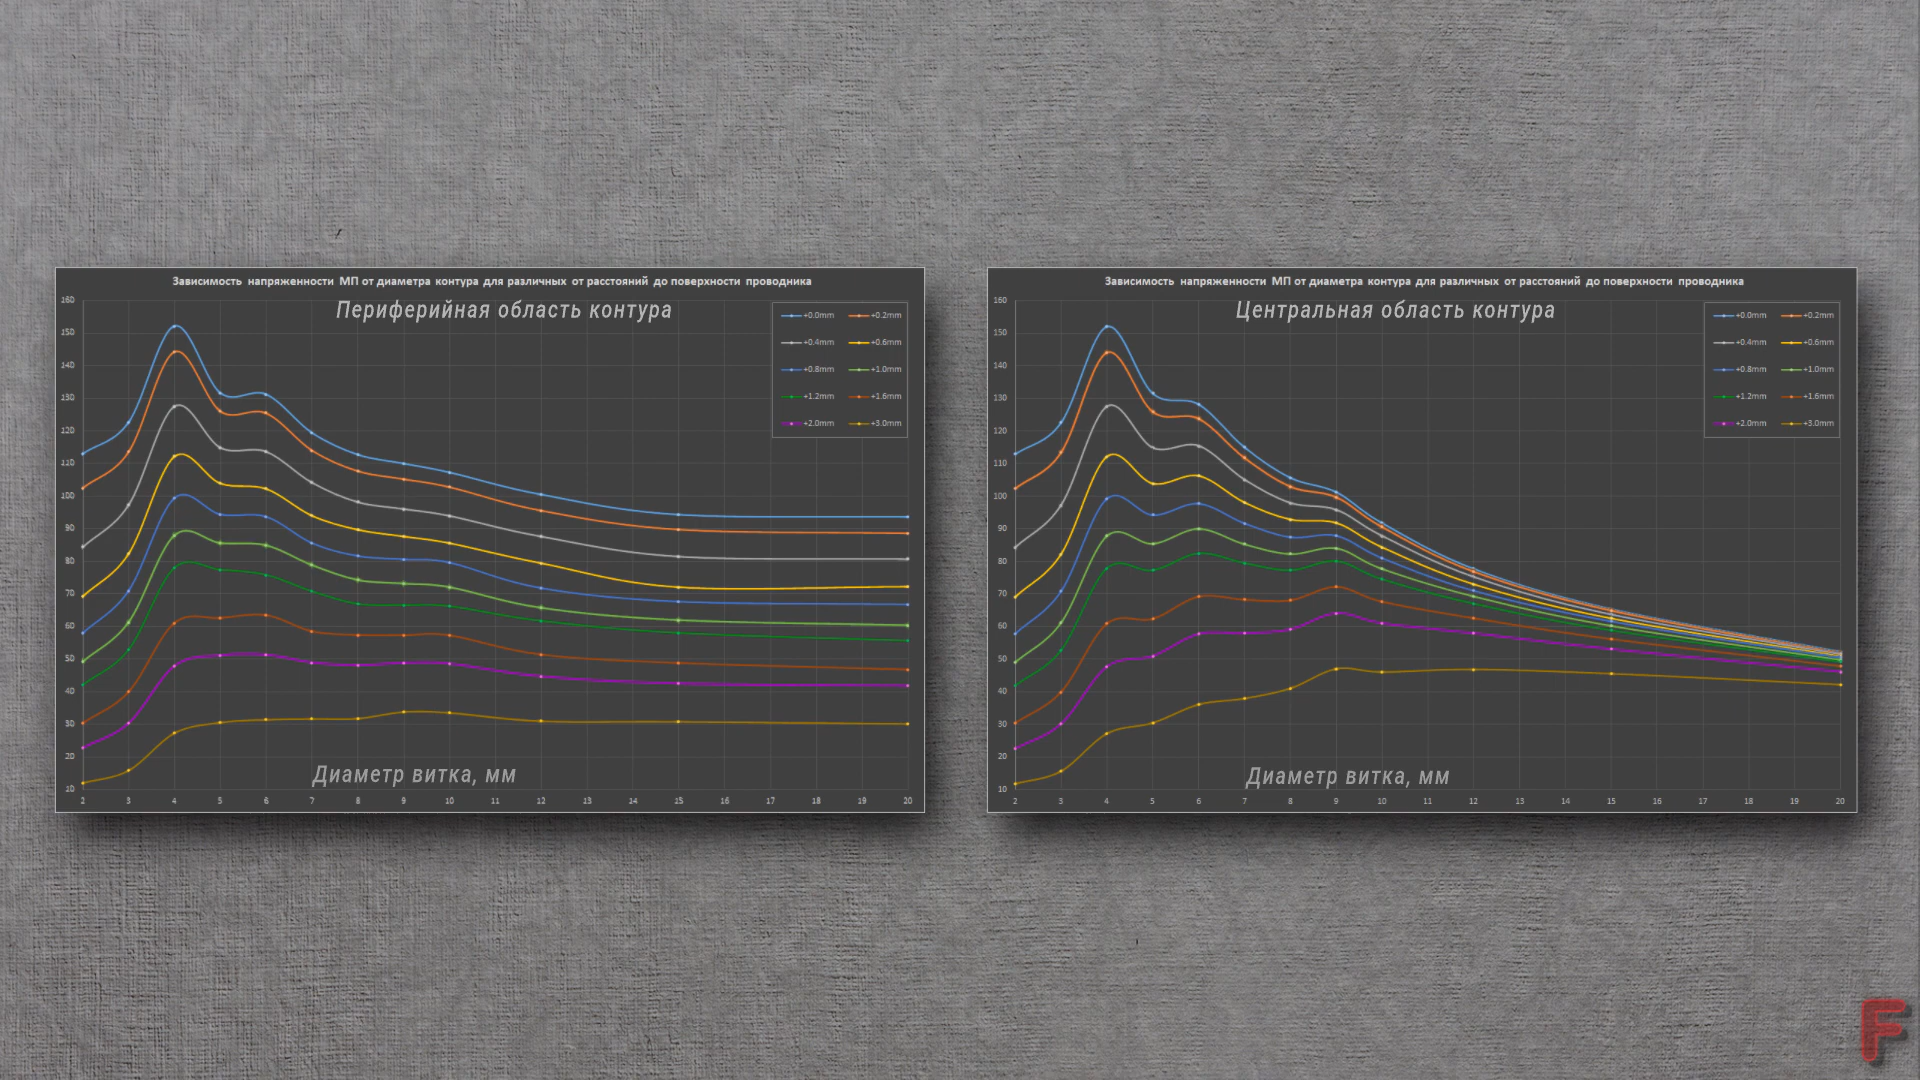 Зависимость напряженности МП от диаметра контура для различных от расстояний до поверхности проводника
Периферийная область контура
160
150
140
130
120
110
100
90
80
70
60
50
40
30
20
10
+0.0mm +0.2mm
+0.4mm +0.6mm
+0.8mm +1.0mm
+1.2mm +1.6mm
+2.0mm +3.0mm
Диаметр витка, мм
2 3 4 5 6 7 8 9 10 11 12 13 14 15 16 17 18 19 20
Зависимость напряженности МП от диаметра контура для различных от расстояний до поверхности проводника
Центральная область контура
160
150
140
130
120
110
100
90
80
70
60
50
40
30
20
10
+0.0mm +0.2mm
+0.4mm +0.6mm
+0.8mm +1.0mm
+1.2mm +1.6mm
+2.0mm +3.0mm
Диаметр витка, мм
2 3 4 5 6 7 8 9 10 11 12 13 14 15 16 17 18 19 20
F